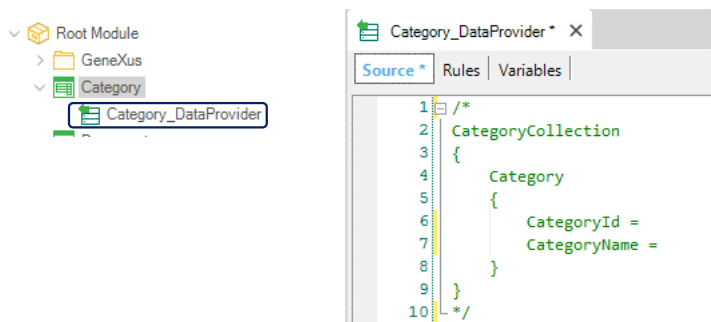 Root Module
GeneXus
Category
Category_DataProvider
Category_DataProvider * X
Source * Rules Variables
1 /*
2 CategoryCollection
3 {
4 Category
5 {
6 CategoryId =
7 CategoryName =
8 }
9 }
10 */